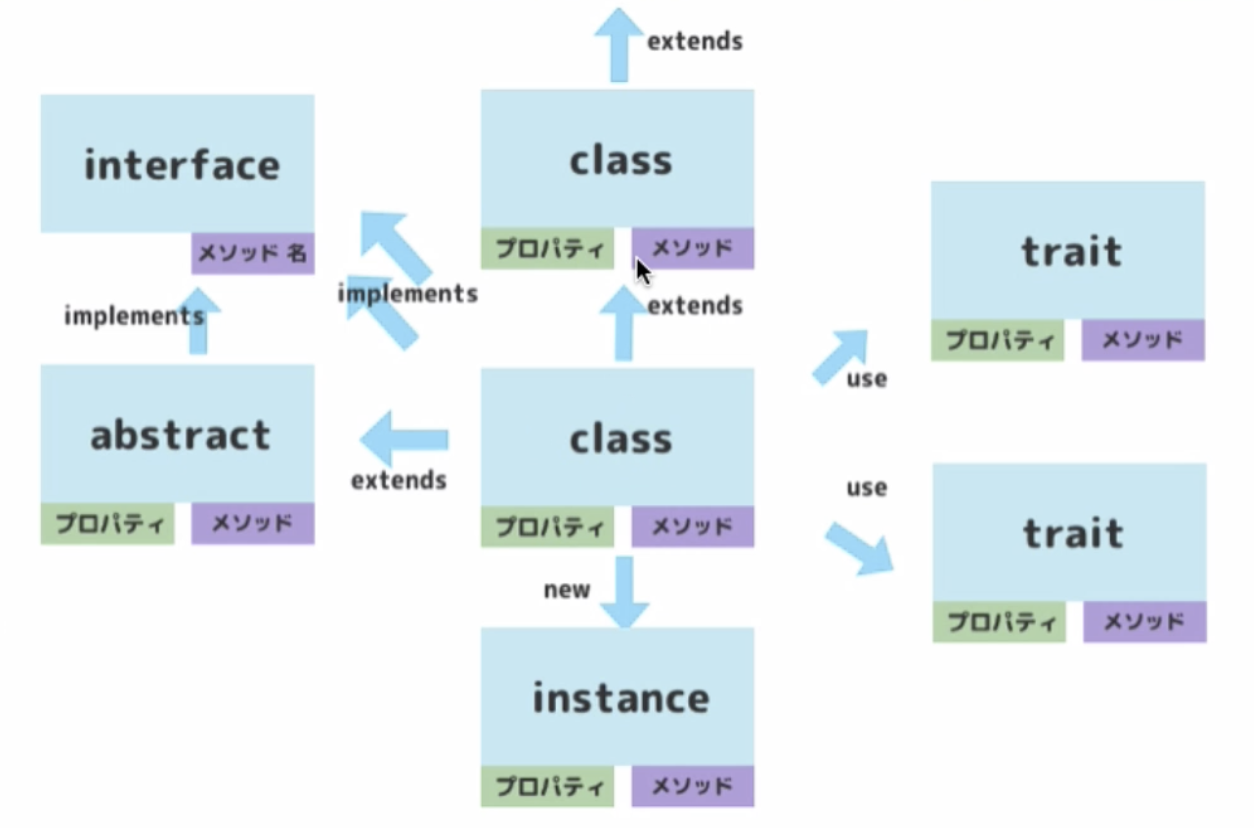 extends
interface
メソッド 名
class
プロパティ
メソッド
trait
プロパティ
メソッド
implements
implements
extends
use
abstract
プロパティ
メソッド
extends
class
プロパティ
メソッド
use
trait
プロパティ
メソッド
new
instance
プロパティ
メソッド